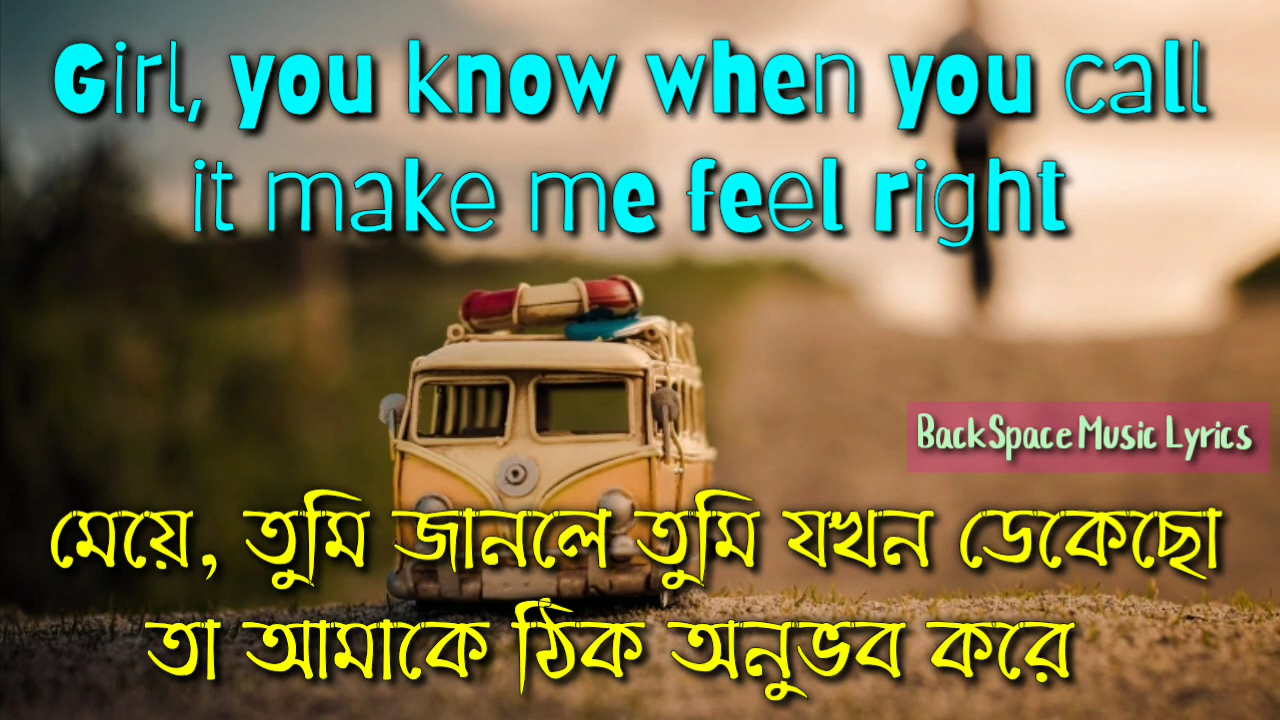 Girl, you know when you call
it make me feel right
BackSpace Music Lyrics
মেয়ে, তুমি জানলে তুমি যখন ডেকেছো
তা আমাকে ঠিক অনুভব করে